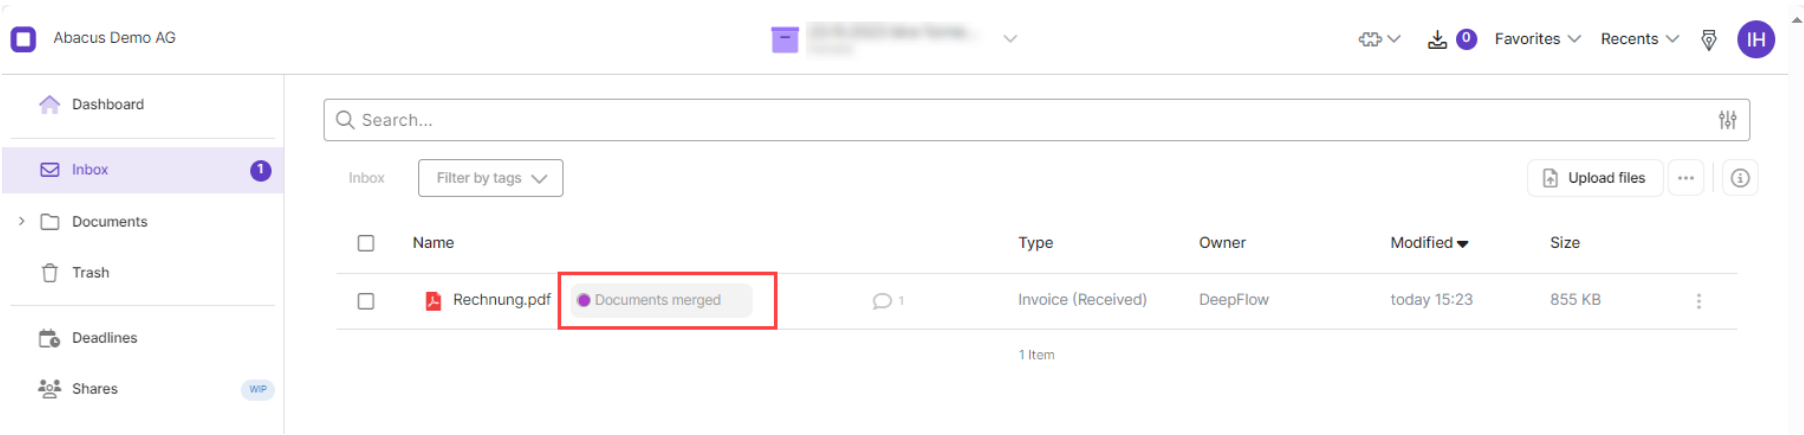 Abacus Demo AG
0
Favorites
Recents
IH
Dashboard
Search...
Inbox 1
Inbox
Filter by tags
Upload files
Documents
Name Type Owner Modified Size
Trash
Rechnung.pdf Documents merged 1 Invoice (Received) DeepFlow today 15:23 855 KB
Deadlines
1 Item
Shares WIP